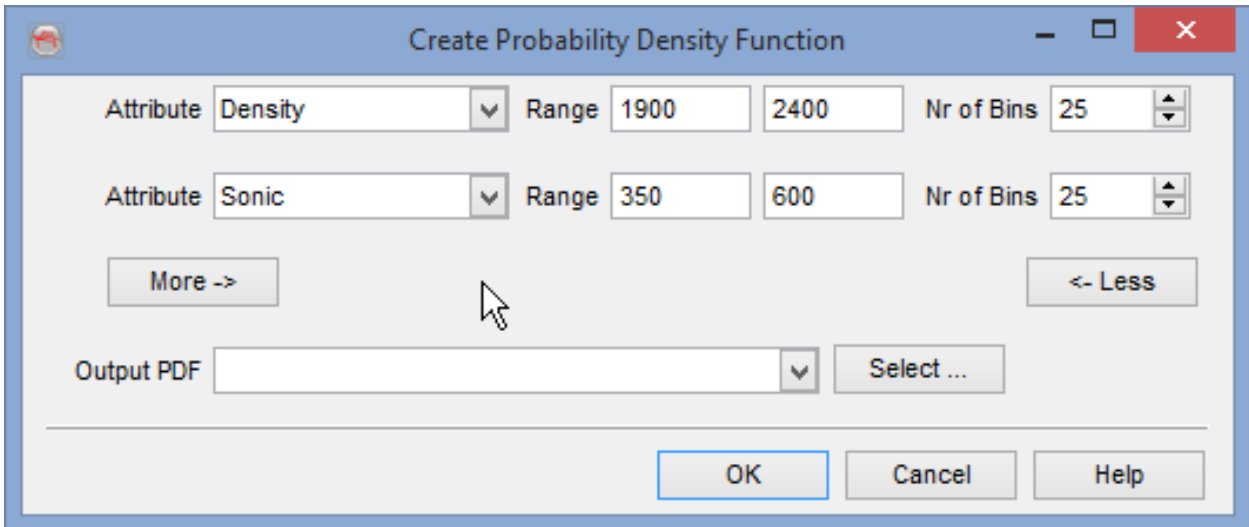 Create Probability Density Function
Attribute Density Range 1900 2400 Nr of Bins 25
Attribute Sonic Range 350 600 Nr of Bins 25
More -> <- Less
Output PDF Select ...
OK Cancel Help